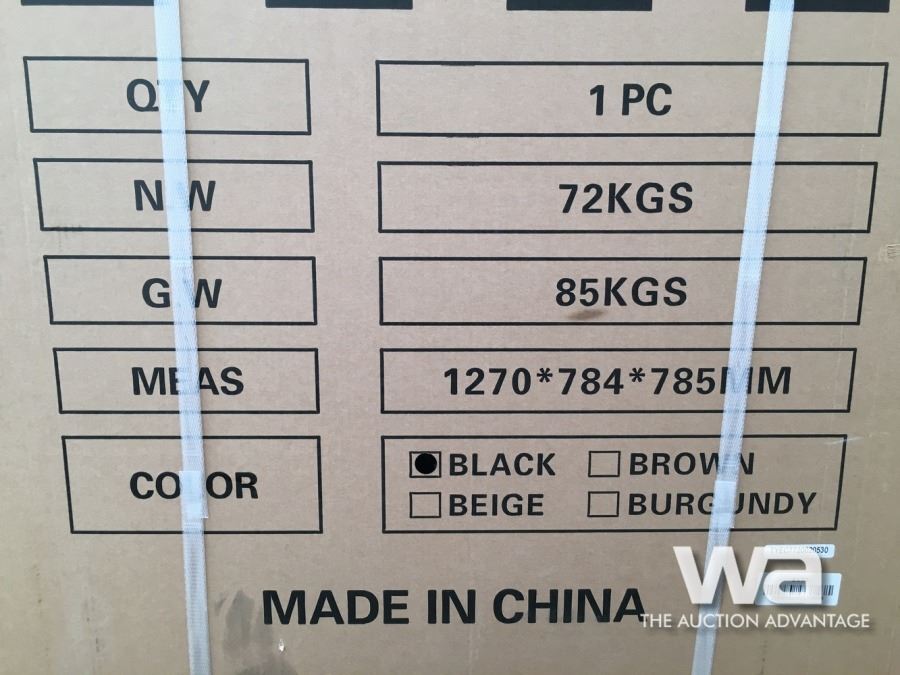 QTY 1 PC
N.W 72KGS
G.W 85KGS
MEAS 1270*784*785MM
COLOR BLACK BROWN
BEIGE BURGUNDY
MADE IN CHINA
wa
THE AUCTION ADVANTAGE